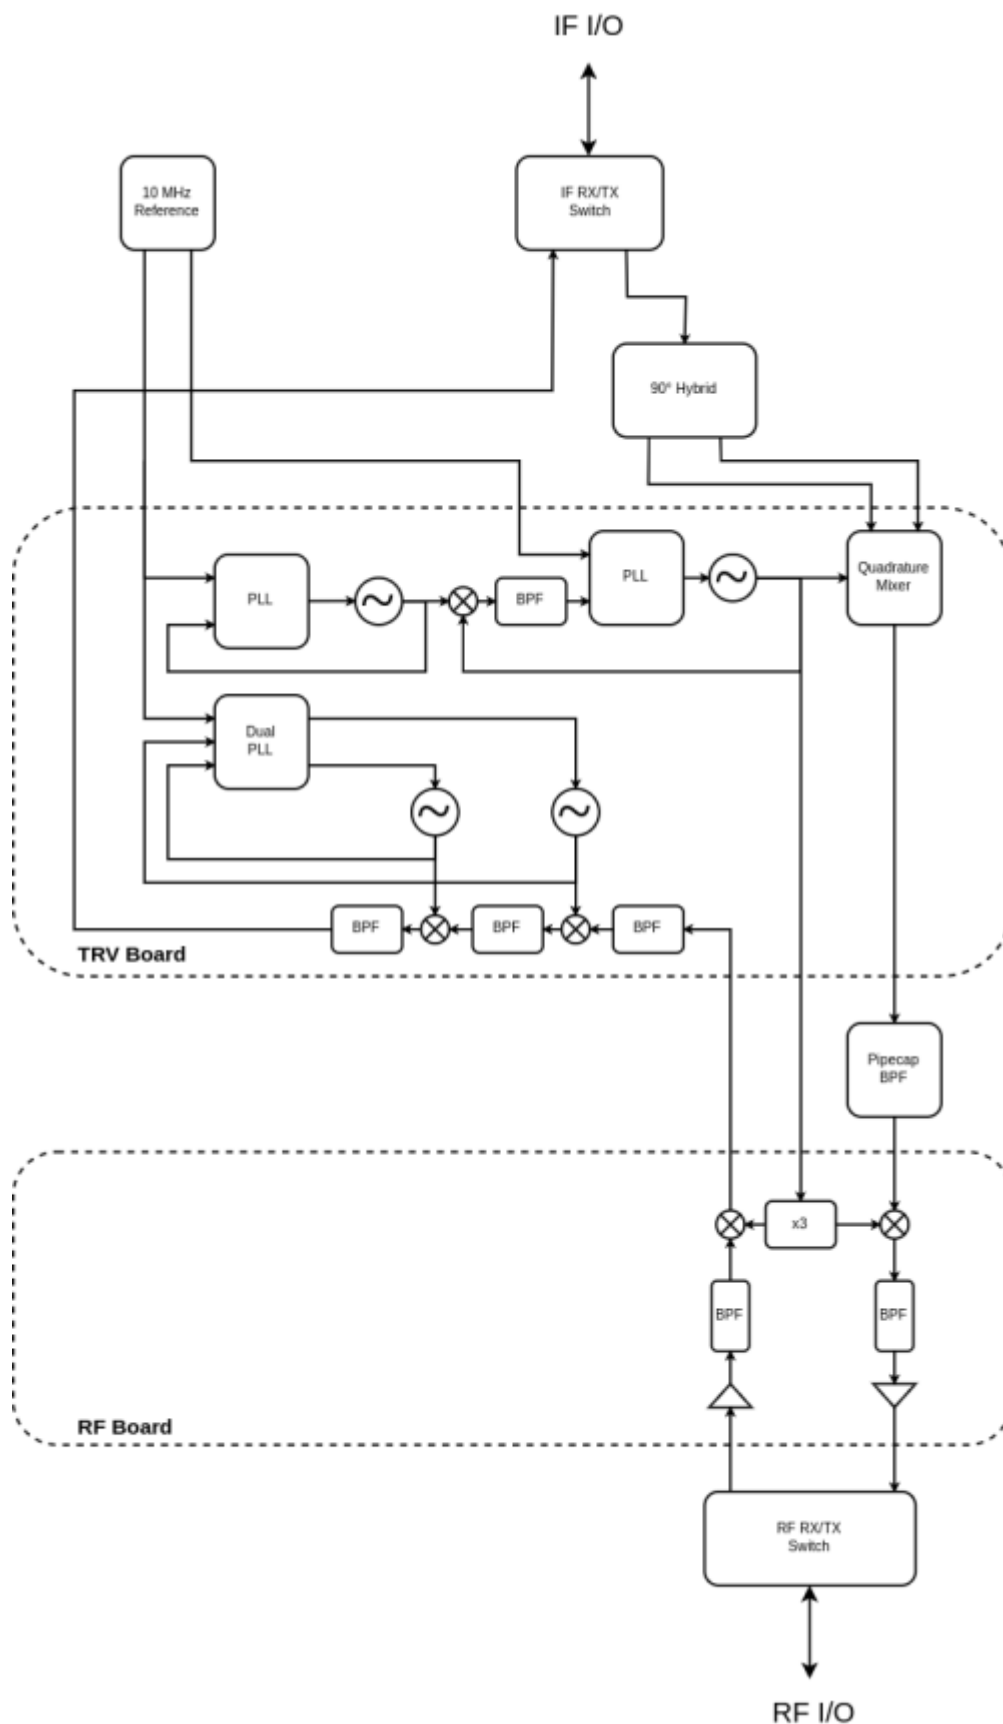 IF I/O
10 MHz
Reference
IF RX/TX
Switch
90° Hybrid
PLL
BPF
PLL
Quadrature
Mixer
Dual
PLL
BPF
BPF
BPF
TRV Board
Pipecap
BPF
x3
BPF
BPF
RF Board
RF RX/TX
Switch
RF I/O